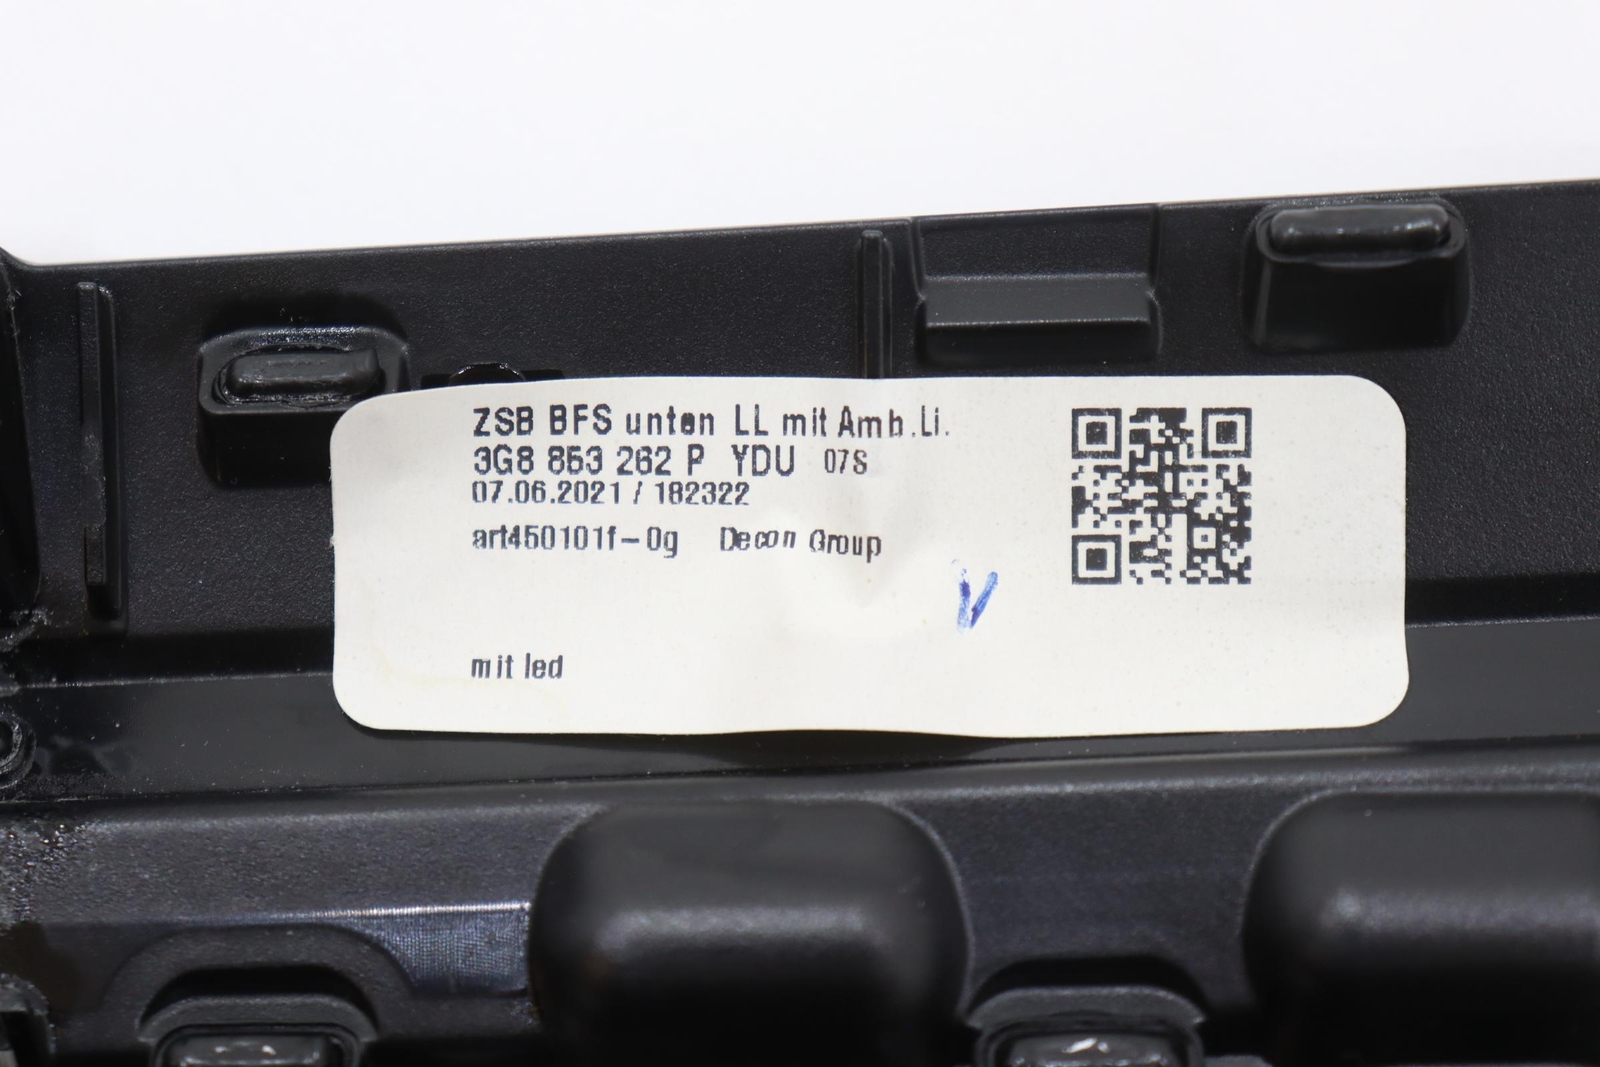 ZSB BFS unten LL mit Amb.Li.
3G8 853 262 P YDU 07S
07.06.2021 / 182322
art450101f-0g Decon Group
V
mit led